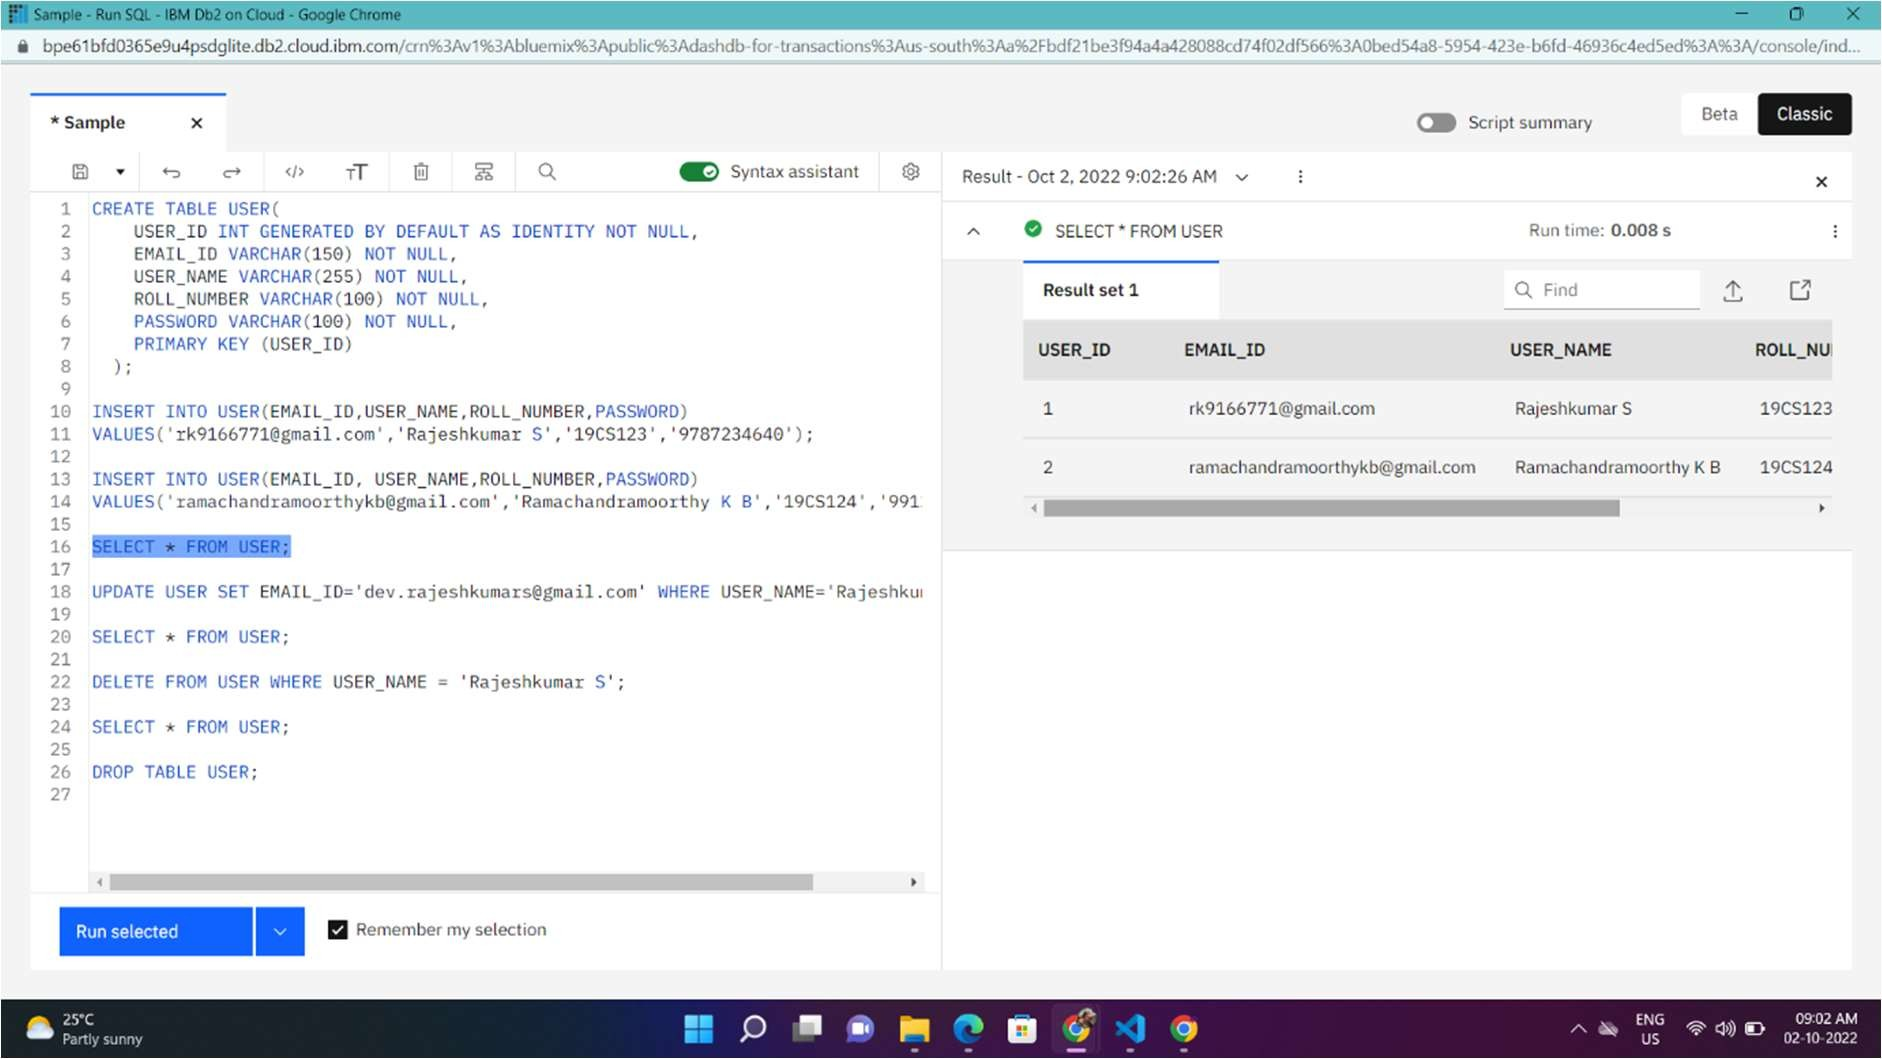 Sample - Run SQL - IBM Db2 on Cloud - Google Chrome
bpe61bfd0365e9u4psdglite.db2.cloud.ibm.com/crn%3Av1%3Abluemix%3Apublic%3Adashdb-for-transactions%3Aus-south%3Aa%2Fbdf21be3f94a4a428088cd74f02df566%3A0bed54a8-5954-423e-b6fd-46936c4ed5ed%3A%3A/console/ind...
* Sample
Script summary
Beta
Classic
Syntax assistant
1 CREATE TABLE USER(
2 USER_ID INT GENERATED BY DEFAULT AS IDENTITY NOT NULL,
3 EMAIL_ID VARCHAR(150) NOT NULL,
4 USER_NAME VARCHAR(255) NOT NULL,
5 ROLL_NUMBER VARCHAR(100) NOT NULL,
6 PASSWORD VARCHAR(100) NOT NULL,
7 PRIMARY KEY (USER_ID)
8 );
9
10 INSERT INTO USER(EMAIL_ID,USER_NAME,ROLL_NUMBER,PASSWORD)
11 VALUES('rk9166771@gmail.com','Rajeshkumar S','19CS123','9787234640');
12
13 INSERT INTO USER(EMAIL_ID, USER_NAME,ROLL_NUMBER,PASSWORD)
14 VALUES('ramachandramoorthykb@gmail.com','Ramachandramoorthy K B','19CS124','991
15
16 SELECT * FROM USER;
17
18 UPDATE USER SET EMAIL_ID='dev.rajeshkumars@gmail.com' WHERE USER_NAME='Rajeshku
19
20 SELECT * FROM USER;
21
22 DELETE FROM USER WHERE USER_NAME = 'Rajeshkumar S';
23
24 SELECT * FROM USER;
25
26 DROP TABLE USER;
27
Run selected
Remember my selection
Result - Oct 2, 2022 9:02:26 AM
SELECT * FROM USER
Run time: 0.008 s
Result set 1
Find
USER_ID EMAIL_ID USER_NAME ROLL_NU
1 rk9166771@gmail.com Rajeshkumar S 19CS123
2 ramachandramoorthykb@gmail.com Ramachandramoorthy K B 19CS124
25°C
Partly sunny
ENG
US
09:02 AM
02-10-2022